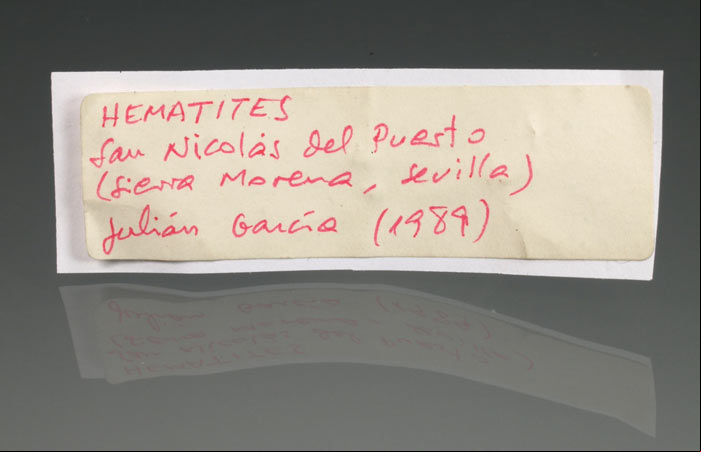 HEMATITES
San Nicolás del Puerto
(Sierra Morena, Sevilla)
Julián García (1989)